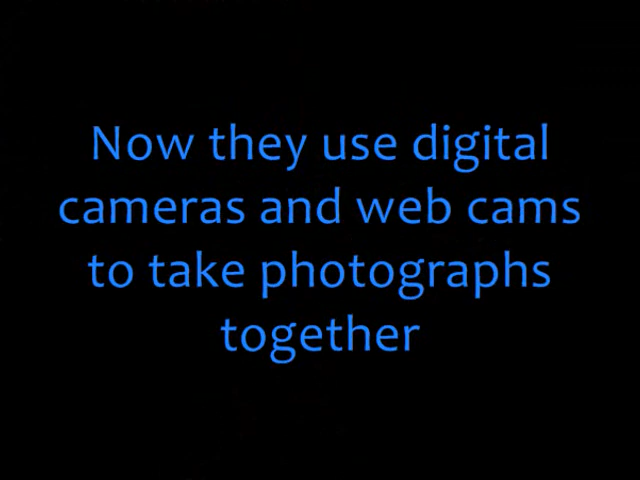 Now they use digital
cameras and web cams
to take photographs
together